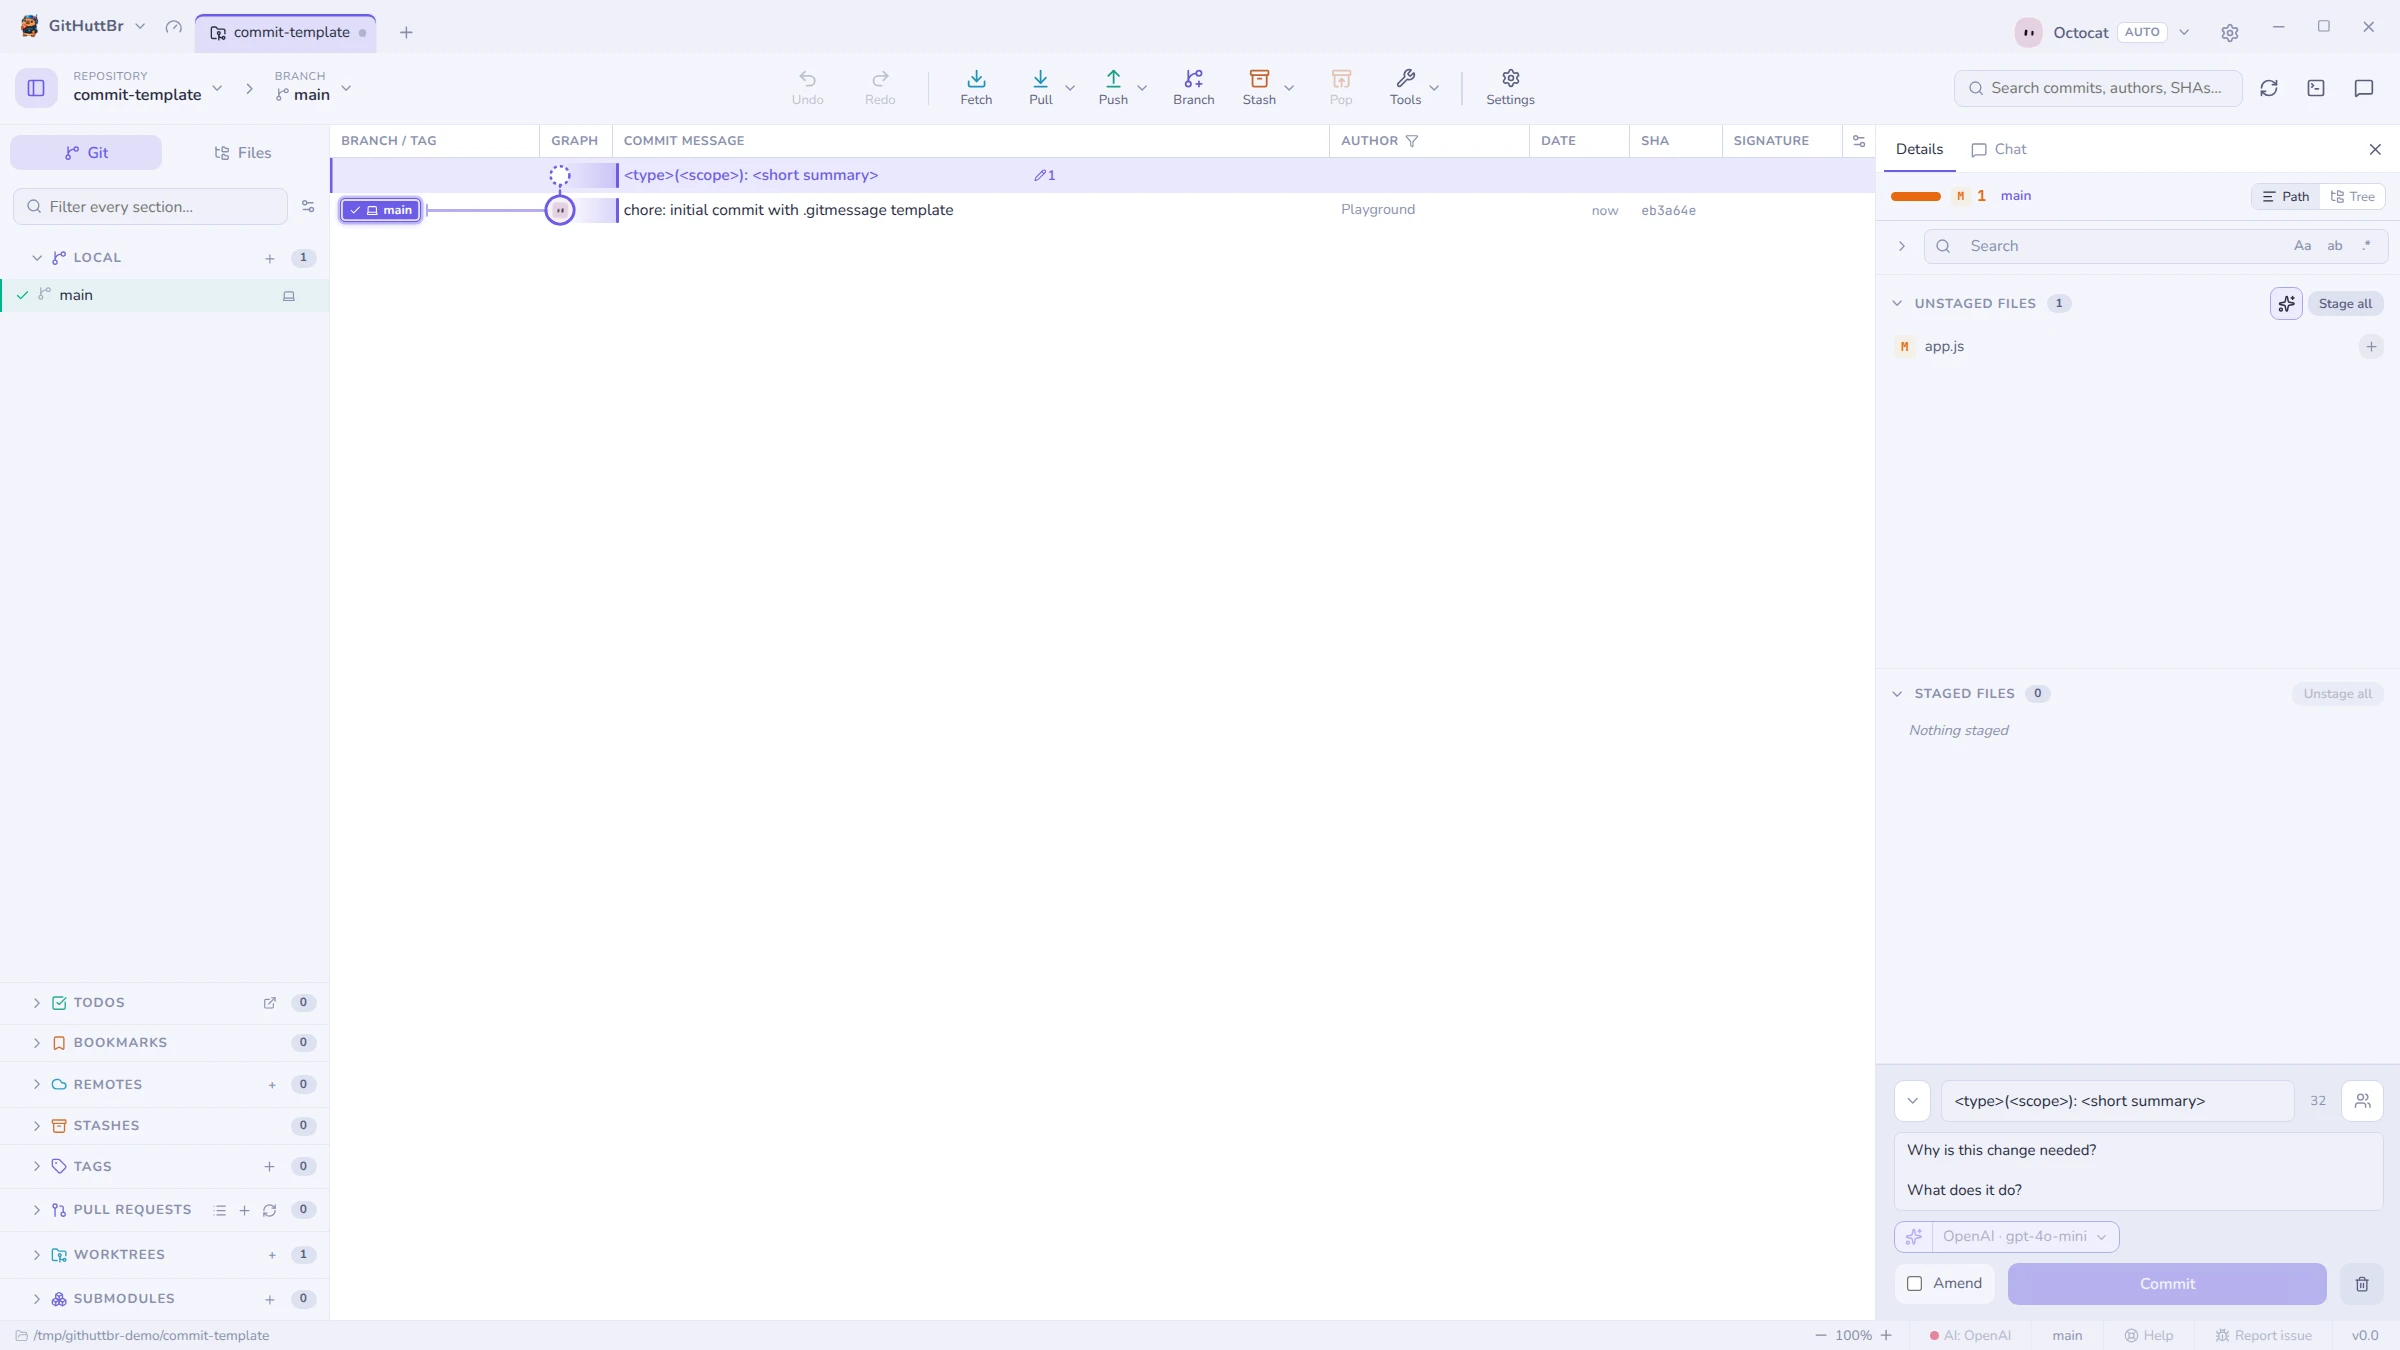 GitHuttBr
commit-template
Octocat
AUTO
REPOSITORY
commit-template
BRANCH
main
Undo
Redo
Fetch
Pull
Push
Branch
Stash
Pop
Tools
Settings
Search commits, authors, SHAs...
Git
Files
Filter every section...
LOCAL
1
main
TODOS
0
BOOKMARKS
0
REMOTES
0
STASHES
0
TAGS
0
PULL REQUESTS
0
WORKTREES
1
SUBMODULES
0
BRANCH / TAG
GRAPH
COMMIT MESSAGE
AUTHOR
DATE
SHA
SIGNATURE
<type>(<scope>): <short summary>
1
main
chore: initial commit with .gitmessage template
Playground
now
eb3a64e
Details
Chat
M 1 main
Path
Tree
Search
Aa
ab
.*
UNSTAGED FILES
1
Stage all
M app.js
STAGED FILES
0
Unstage all
Nothing staged
<type>(<scope>): <short summary>
32
Why is this change needed?
What does it do?
OpenAI · gpt-4o-mini
Amend
Commit
/tmp/githuttbr-demo/commit-template
100%
AI: OpenAI
main
Help
Report issue
v0.0